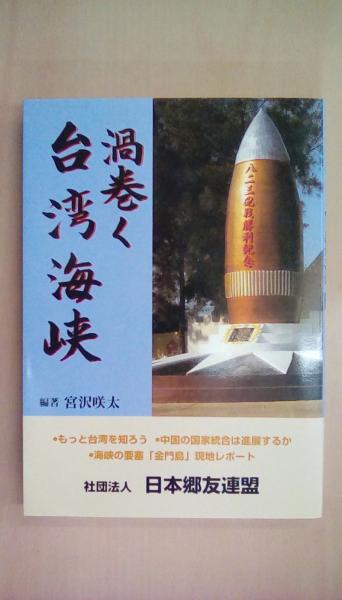 渦巻く
台湾海峡
編著 宮沢咲太
八二三砲戰勝利紀念
•もっと台湾を知ろう •中国の国家統合は進展するか
•海峡の要塞「金門島」現地レポート
社団法人 日本郷友連盟